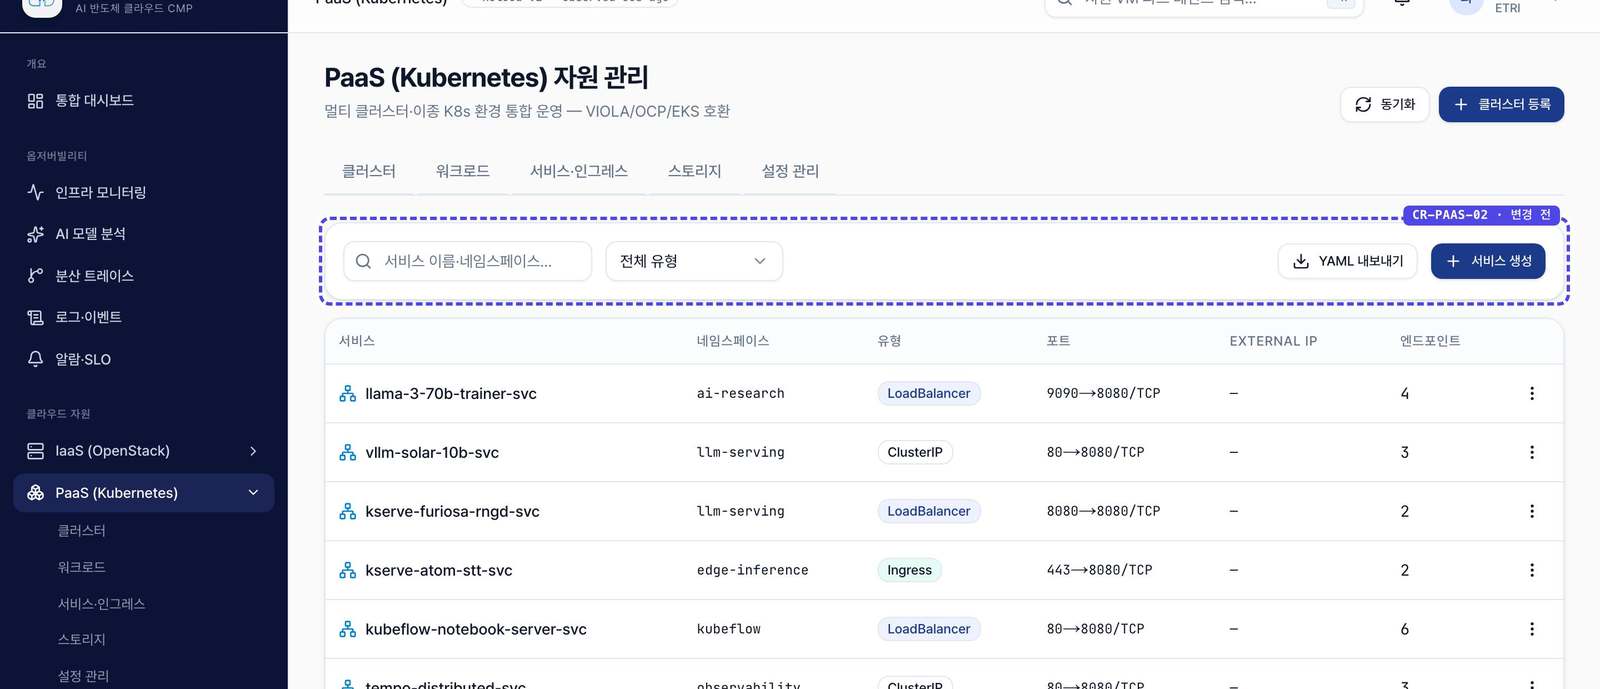 AI 반도체 클라우드 CMP
PaaS (Kubernetes)
ETRI
개요
통합 대시보드
옵저버빌리티
인프라 모니터링
AI 모델 분석
분산 트레이스
로그·이벤트
알람·SLO
클라우드 자원
IaaS (OpenStack)
PaaS (Kubernetes)
클러스터
워크로드
서비스·인그레스
스토리지
설정 관리
PaaS (Kubernetes) 자원 관리
멀티 클러스터·이종 K8s 환경 통합 운영 — VIOLA/OCP/EKS 호환
동기화
+ 클러스터 등록
클러스터 워크로드 서비스·인그레스 스토리지 설정 관리
CR-PAAS-02 · 변경 전
서비스 이름·네임스페이스... 전체 유형 YAML 내보내기 + 서비스 생성
서비스 네임스페이스 유형 포트 EXTERNAL IP 엔드포인트
llama-3-70b-trainer-svc ai-research LoadBalancer 9090→8080/TCP — 4
vllm-solar-10b-svc llm-serving ClusterIP 80→8080/TCP — 3
kserve-furiosa-rngd-svc llm-serving LoadBalancer 8080→8080/TCP — 2
kserve-atom-stt-svc edge-inference Ingress 443→8080/TCP — 2
kubeflow-notebook-server-svc kubeflow LoadBalancer 80→8080/TCP — 6
tempo-distributed-svc observability ClusterIP 80→8080/TCP — 3